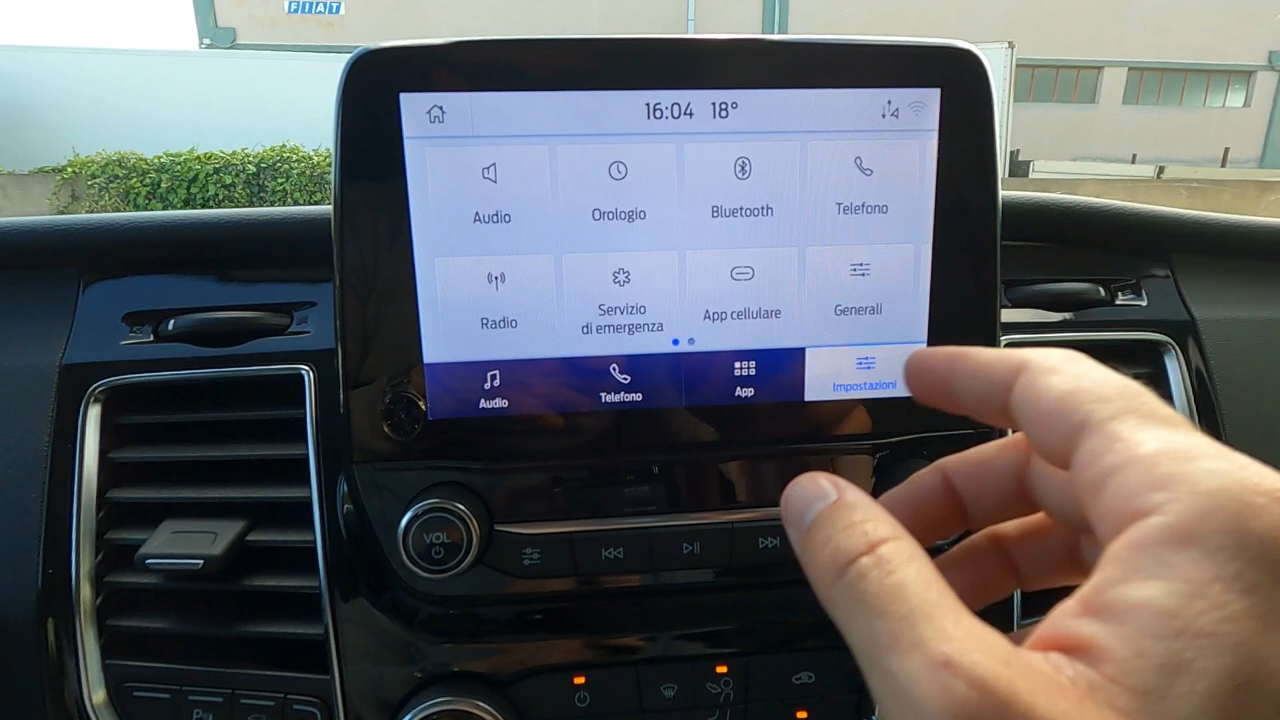 FIAT
16:04 18°
Audio
Orologio
Bluetooth
Telefono
Radio
Servizio
di emergenza
App cellulare
Generali
Audio
Telefono
App
Impostazioni
VOL
P